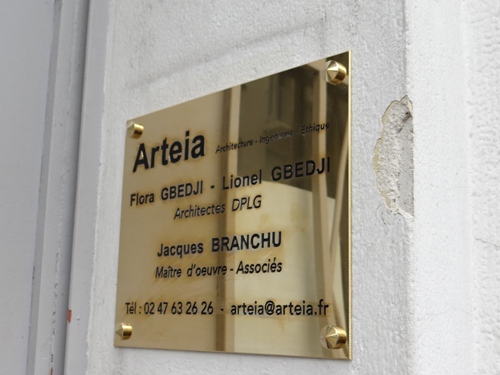 Arteia Architecture - Ingénierie - Ethique
Flora GBEDJI - Lionel GBEDJI
Architectes DPLG
Jacques BRANCHU
Maître d'oeuvre - Associés
Tél : 02 47 63 26 26 - arteia@arteia.fr